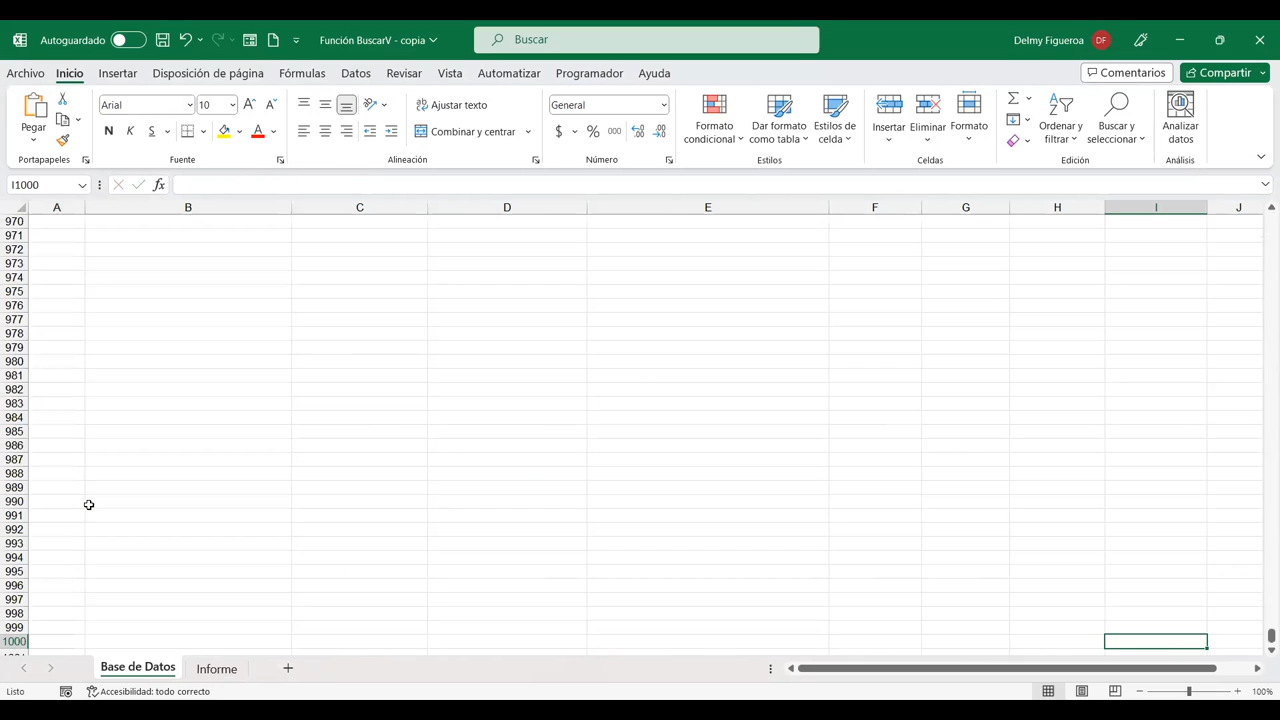 Autoguardado
Función BuscarV - copia
Buscar
Delmy Figueroa
DF
Archivo Inicio Insertar Disposición de página Fórmulas Datos Revisar Vista Automatizar Programador Ayuda
Comentarios
Compartir
Pegar
Portapapeles
Arial
10
N K S
Fuente
Ajustar texto
Combinar y centrar
Alineación
General
$ % 000
Número
Formato
condicional
Dar formato
como tabla
Estilos de
celda
Estilos
Insertar
Eliminar
Formato
Celdas
Ordenar y
filtrar
Buscar y
seleccionar
Edición
Analizar
datos
Análisis
I1000
fx
A B C D E F G H I J
970
971
972
973
974
975
976
977
978
979
980
981
982
983
984
985
986
987
988
989
990
991
992
993
994
995
996
997
998
999
1000
Base de Datos
Informe
Listo
Accesibilidad: todo correcto
100%